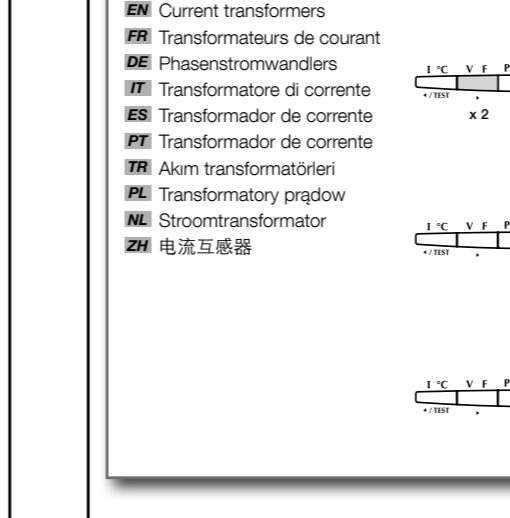 EN Current transformers
FR Transformateurs de courant
DE Phasenstromwandlers
IT Transformatore di corrente
ES Transformador de corrente
PT Transformador de corrente
TR Akım transformatörleri
PL Transformatory prądow
NL Stroomtransformator
ZH 电流互感器
I °C V F P
◂ / TEST ▸
x 2
I °C V F P
◂ / TEST ▸
I °C V F P
◂ / TEST ▸